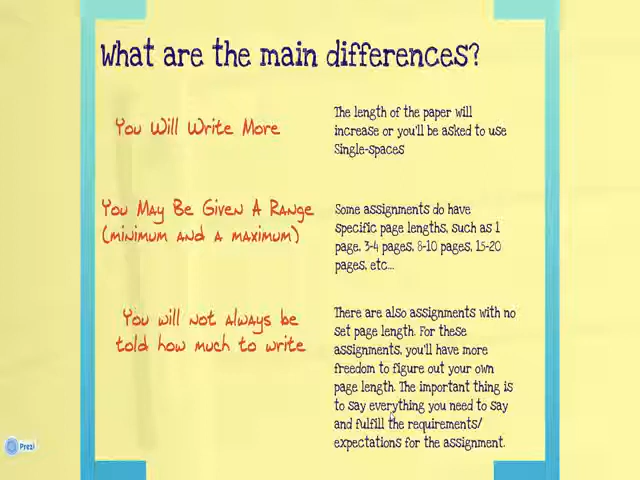 What are the main differences?
You Will Write More
The length of the paper will
increase or you'll be asked to use
Single-spaces
You May Be Given A Range
(minimum and a maximum)
Some assignments do have
specific page lengths, such as 1
page, 3-4 pages, 8-10 pages, 15-20
pages, etc...
You will not always be
told how much to write
There are also assignments with no
set page length. For these
assignments, you'll have more
freedom to figure out your own
page length. The important thing is
to say everything you need to say
and fulfill the requirements/
expectations for the assignment.
Prezi